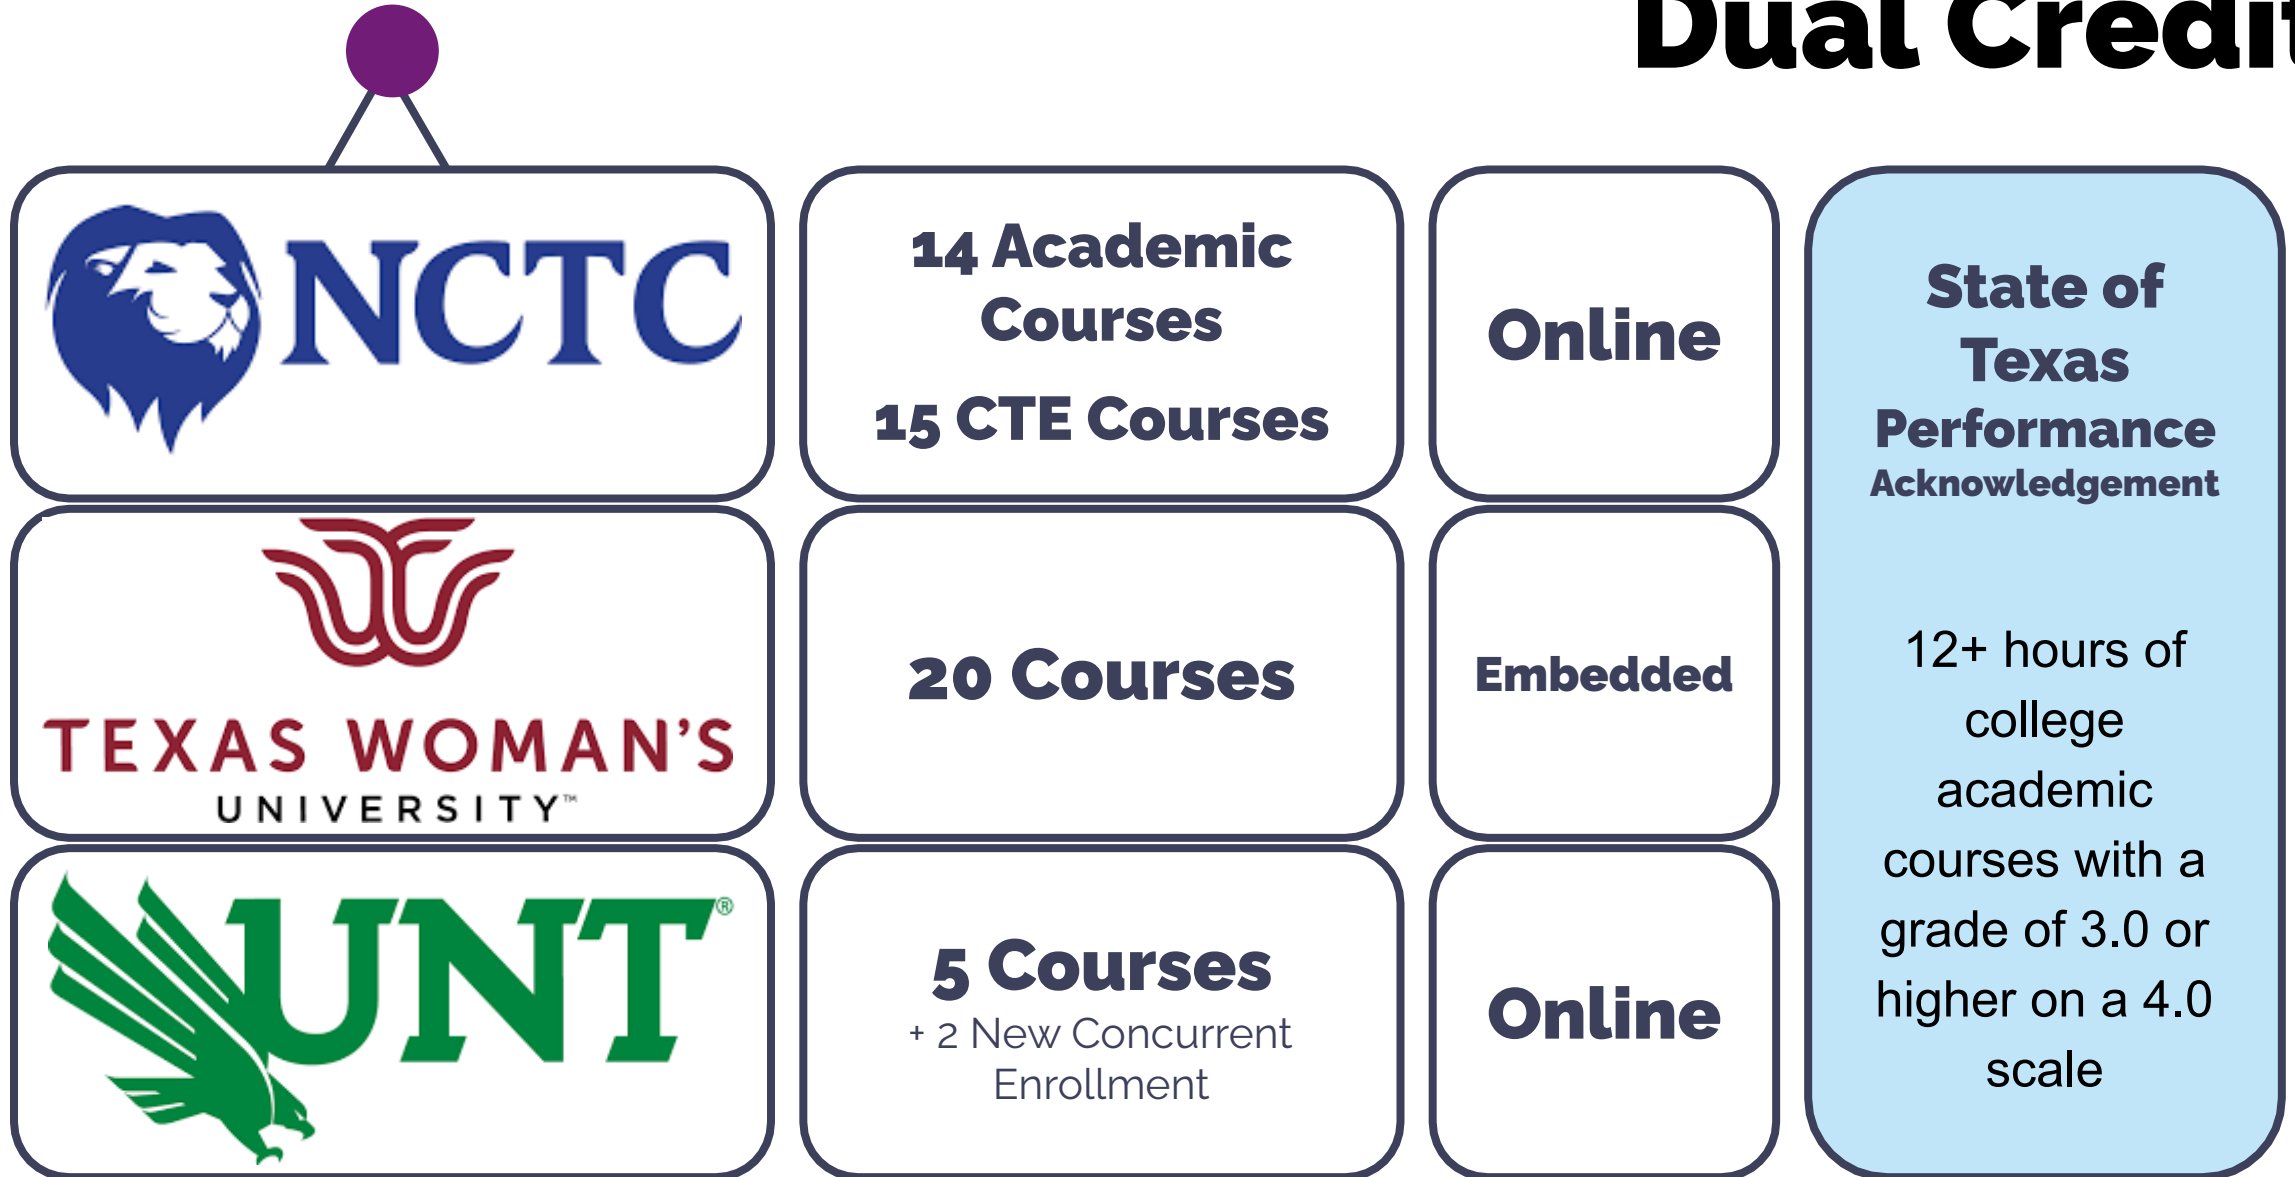 Dual Credit
NCTC
14 Academic
Courses
15 CTE Courses
Online
TEXAS WOMAN'S
UNIVERSITY™
20 Courses
Embedded
UNT®
5 Courses
+ 2 New Concurrent
Enrollment
Online
State of
Texas
Performance
Acknowledgement
12+ hours of
college
academic
courses with a
grade of 3.0 or
higher on a 4.0
scale